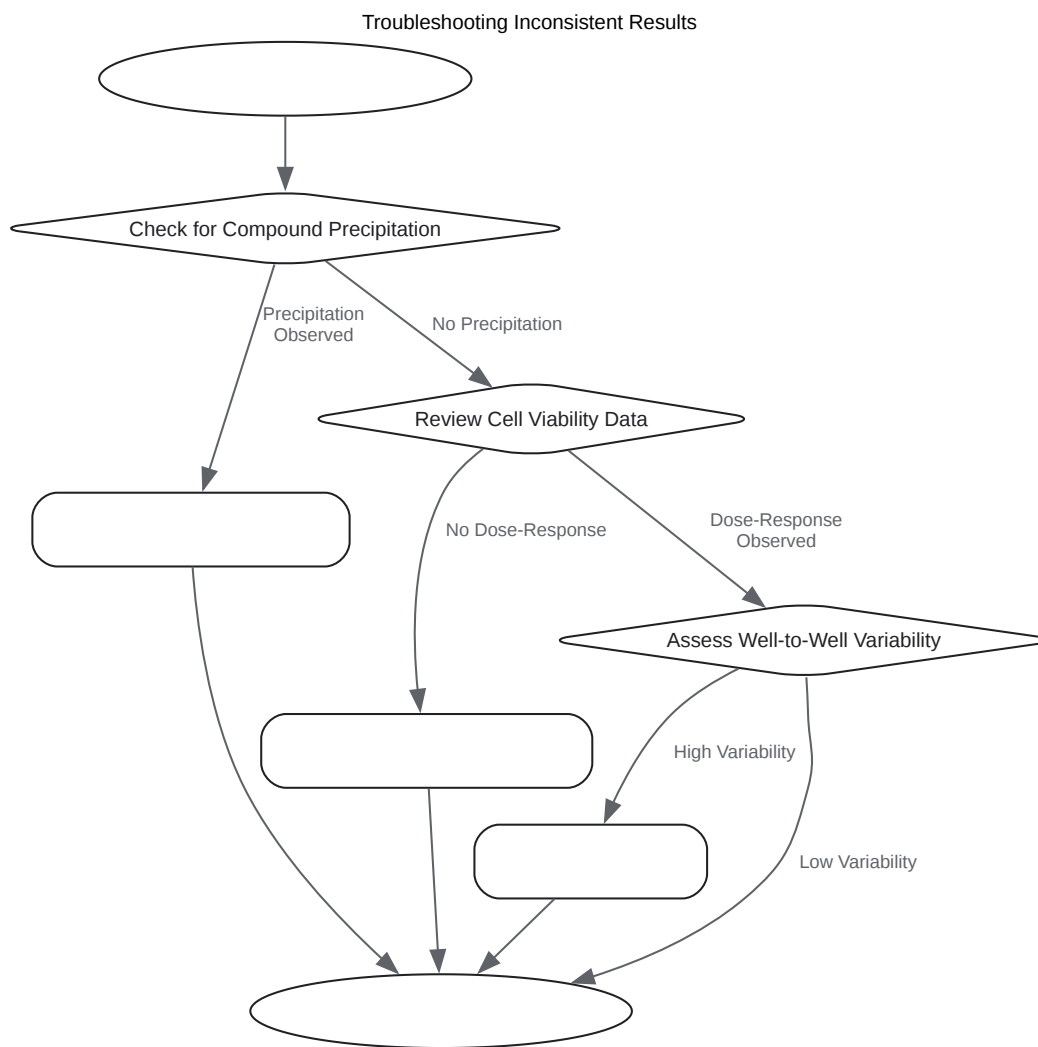 Troubleshooting Inconsistent Results
Check for Compound Precipitation
Precipitation
Observed
No Precipitation
Review Cell Viability Data
No Dose-Response
Dose-Response
Observed
Assess Well-to-Well Variability
High Variability
Low Variability